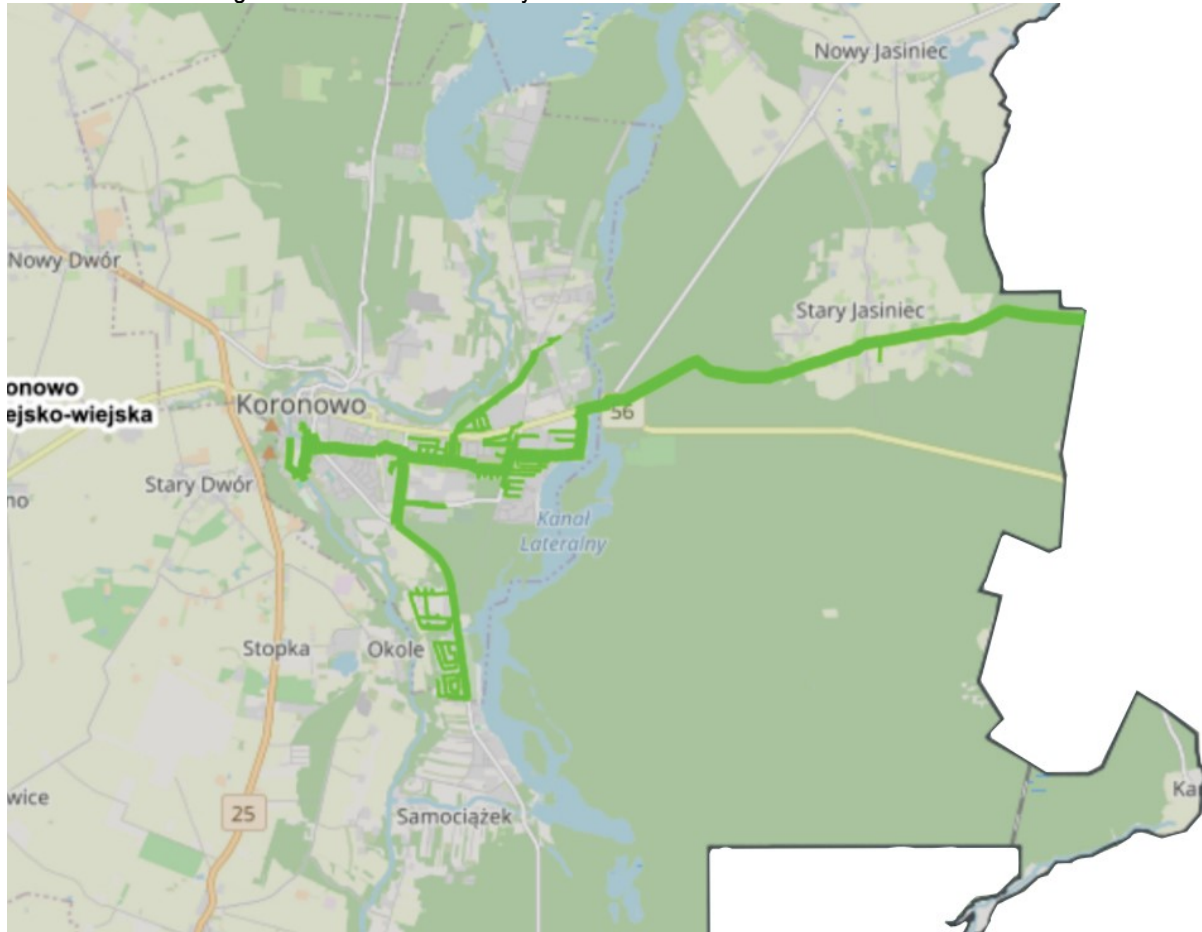 Nowy Jasiniec
Nowy Dwór
Stary Jasiniec
onowo
ejsko-wiejska
Koronowo
56
Stary Dwór
no
Kanał
Lateralny
Stopka
Okole
wice
25
Samociążek
Kar